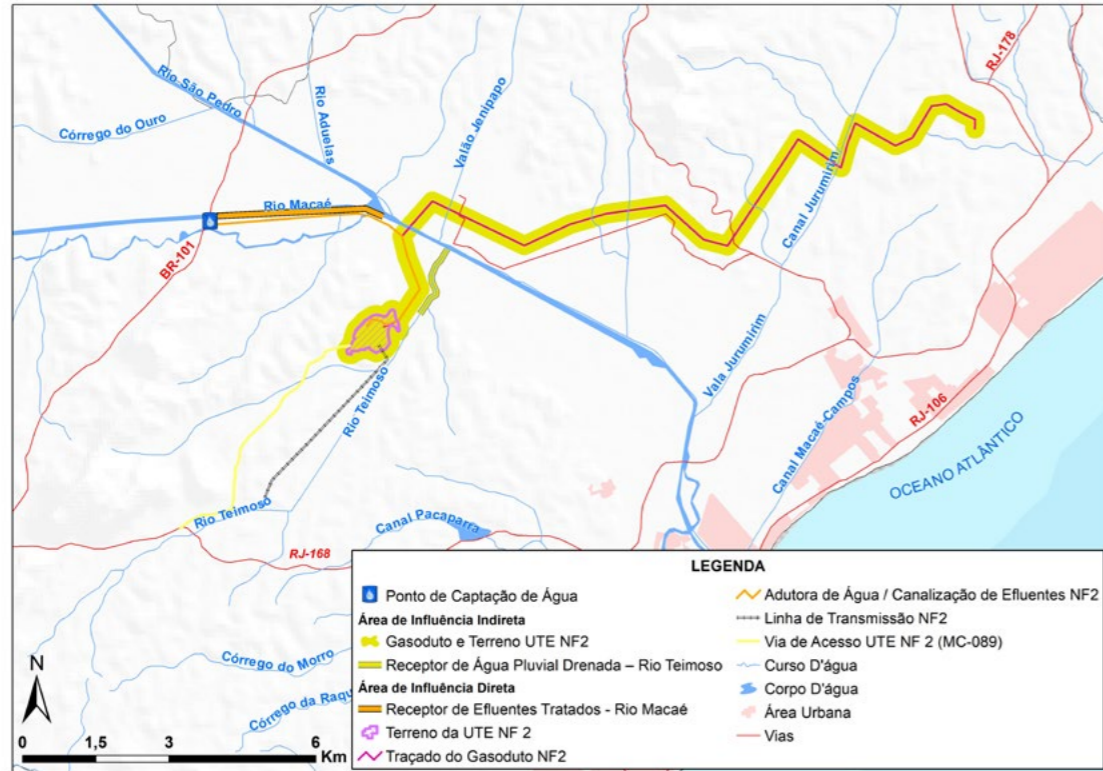 RJ-178
Rio São Pedro
Rio Aduelas
Córrego do Ouro
Valão Jenipapo
Rio Macaé
Canal Jurumirim
BR-101
Vala Jurumirim
Rio Teimoso
Canal Macaé-Campos
RJ-106
OCEANO ATLÂNTICO
Rio Teimoso
Canal Pacaparra
RJ-168
Córrego do Morro
Córrego da Raqu
N
0 1,5 3 6
Km
LEGENDA
Ponto de Captação de Água
Área de Influência Indireta
Gasoduto e Terreno UTE NF2
Receptor de Água Pluvial Drenada – Rio Teimoso
Área de Influência Direta
Receptor de Efluentes Tratados - Rio Macaé
Terreno da UTE NF 2
Traçado do Gasoduto NF2
Adutora de Água / Canalização de Efluentes NF2
Linha de Transmissão NF2
Via de Acesso UTE NF 2 (MC-089)
Curso D'água
Corpo D'água
Área Urbana
Vias